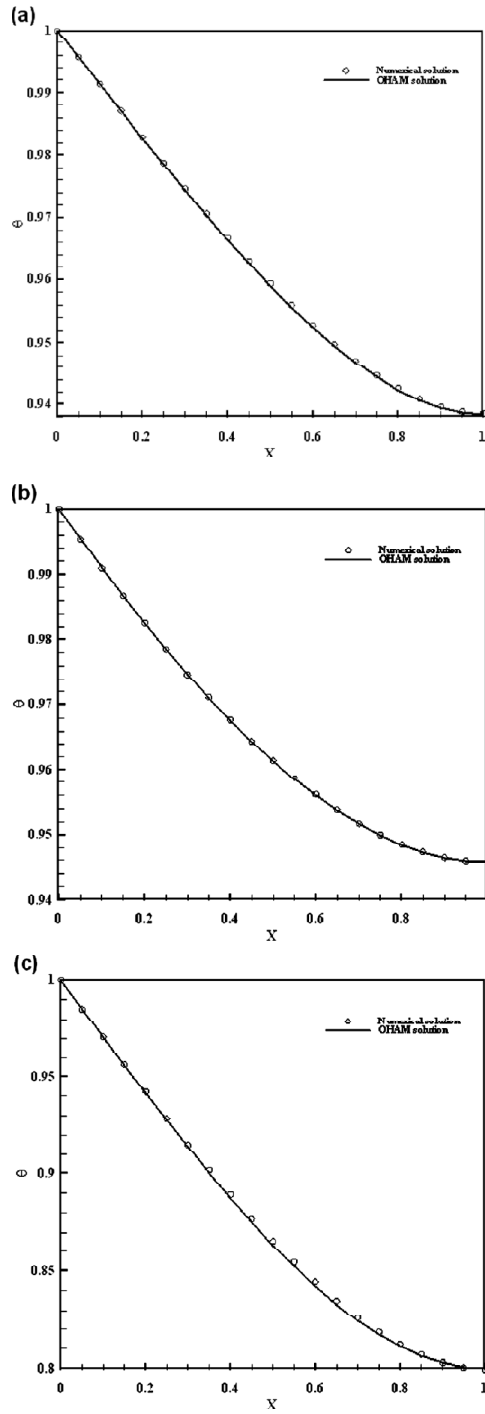 (a)
1
0.99
0.98
0.97
θ
0.96
0.95
0.94
0 0.2 0.4 0.6 0.8 1
X
Numerical solution
OHAM solution
(b)
1
0.99
0.98
0.97
θ
0.96
0.95
0.94
0 0.2 0.4 0.6 0.8
X
Numerical solution
OHAM solution
(c)
1
0.95
0.9
θ
0.85
0.8
0 0.2 0.4 0.6 0.8 1
X
Numerical solution
OHAM solution